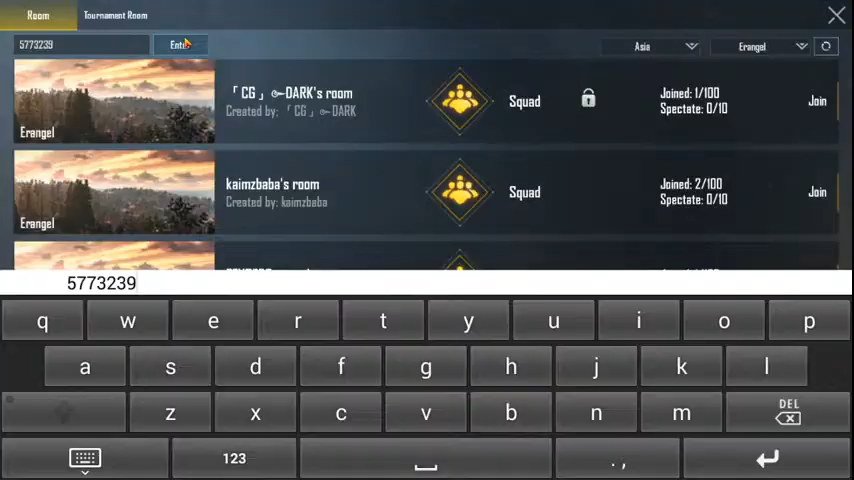 Room
Tournament Room
5773239
Asia
Erangel
「CG」DARK's room
Created by: 「CG」DARK
Squad
Joined: 1/100
Spectate: 0/10
Join
Erangel
kaimzbaba's room
Created by: kaimzbaba
Squad
Joined: 2/100
Spectate: 0/10
Join
Erangel
5773239
q w e r t y u i o p
a s d f g h j k l
z x c v b n m DEL
123 . ,